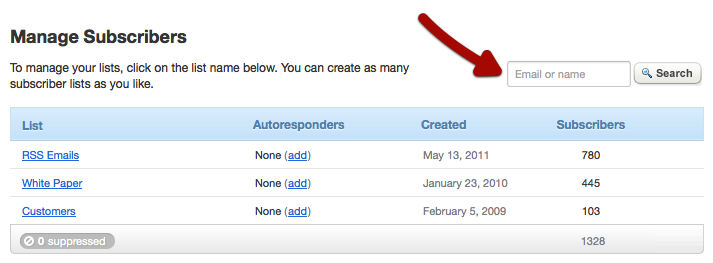 Manage Subscribers
To manage your lists, click on the list name below. You can create as many
subscriber lists as you like.
Email or name
Search
List Autoresponders Created Subscribers
RSS Emails None (add) May 13, 2011 780
White Paper None (add) January 23, 2010 445
Customers None (add) February 5, 2009 103
0 suppressed 1328